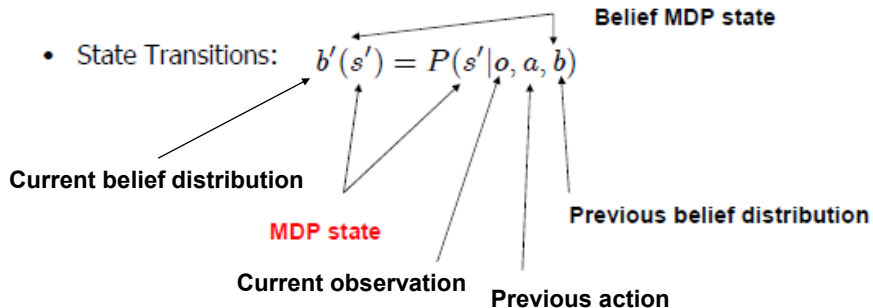 Belief MDP state
• State Transitions: b′(s′) = P(s′|o, a, b)
Current belief distribution
Previous belief distribution
MDP state
Current observation
Previous action